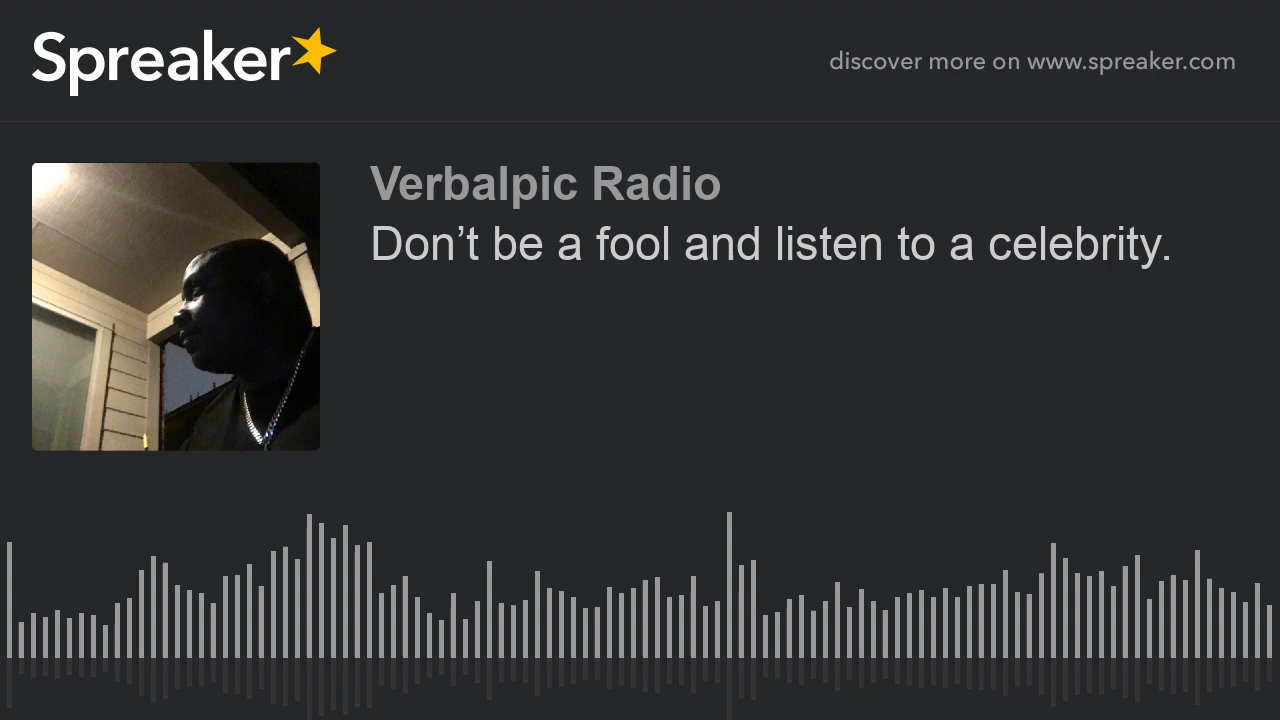 Spreaker
discover more on www.spreaker.com
Verbalpic Radio
Don’t be a fool and listen to a celebrity.